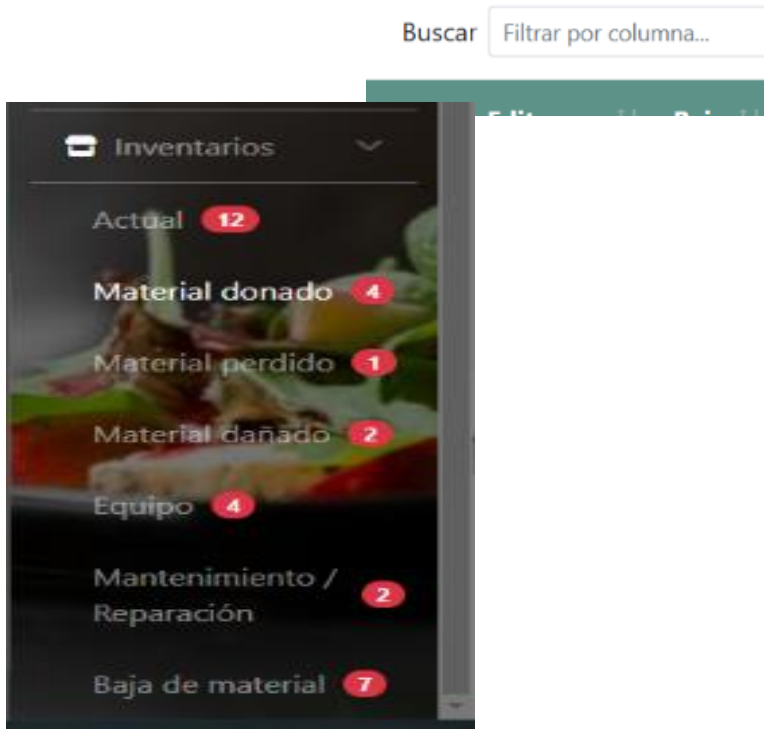 Buscar Filtrar por columna...
Inventarios
Actual 12
Material donado 4
Material perdido 1
Material dañado 2
Equipo 4
Mantenimiento /
Reparación 2
Baja de material 7